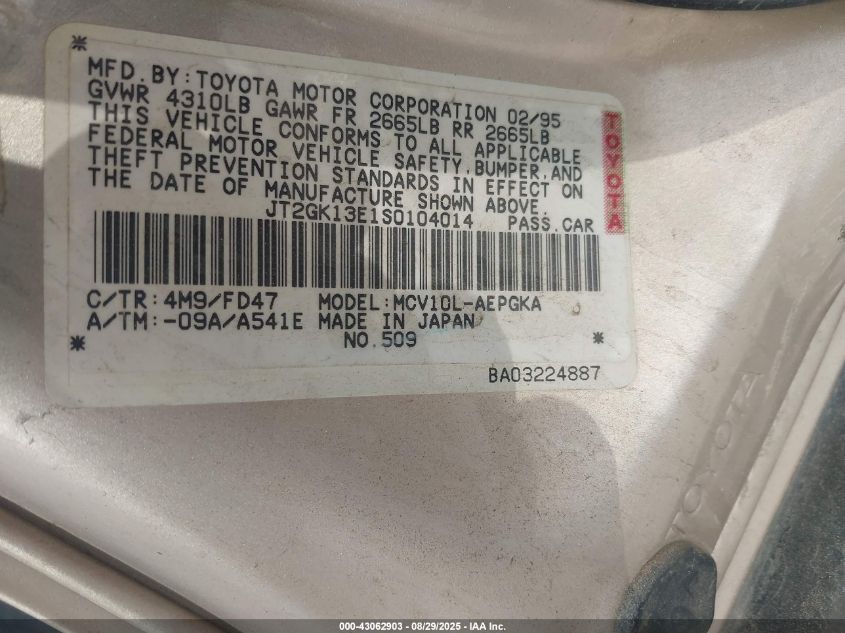 MFD. BY: TOYOTA MOTOR CORPORATION 02/95
GVWR 4310LB GAWR FR 2665LB RR 2665LB
THIS VEHICLE CONFORMS TO ALL APPLICABLE
FEDERAL MOTOR VEHICLE SAFETY, BUMPER, AND
THEFT PREVENTION STANDARDS IN EFFECT ON
THE DATE OF MANUFACTURE SHOWN ABOVE.
JT2GK13E1S0104014 PASS. CAR
TOYOTA
C/TR: 4M9/FD47 MODEL: MCV10L-AEPGKA
A/TM: -09A/A541E MADE IN JAPAN
NO. 509
BA03224887
TOYOTA
000-43062903 - 08/29/2025 - IAA Inc.